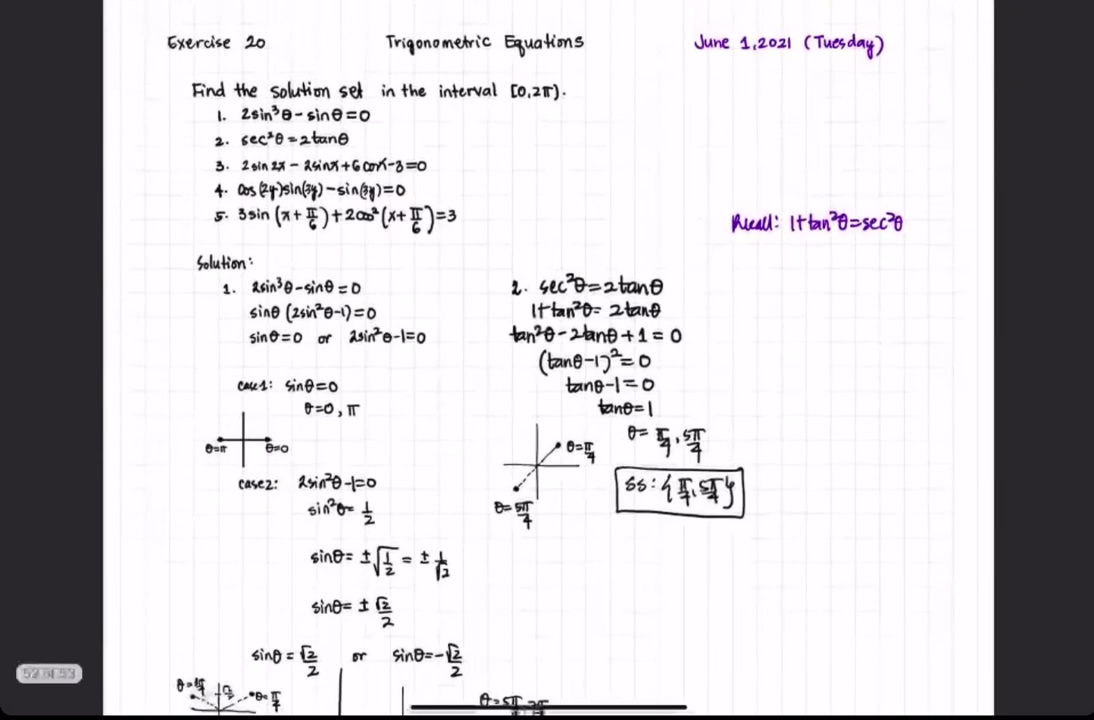 Exercise 20 Trigonometric Equations June 1,2021 (Tuesday)
Find the solution set in the interval [0,2π).
1. 2sin³θ-sinθ=0
2. sec²θ=2tanθ
3. 2sin2x-2sinx+6cosx-3=0
4. cos(2y)sin(3y)-sin(3y)=0
5. 3sin(x+π/6)+2cos²(x+π/6)=3
Recall: 1+tan²θ=sec²θ
Solution:
1. 2sin³θ-sinθ=0
sinθ(2sin²θ-1)=0
sinθ=0 or 2sin²θ-1=0
case1: sinθ=0
θ=0,π
θ=π θ=0
case2: 2sin²θ-1=0
sin²θ=1/2
sinθ=±√(1/2)=±1/√2
sinθ=±√2/2
sinθ=√2/2 or sinθ=-√2/2
θ=π/4
2. sec²θ=2tanθ
1+tan²θ=2tanθ
tan²θ-2tanθ+1=0
(tanθ-1)²=0
tanθ-1=0
tanθ=1
θ=π/4,5π/4
θ=π/4
θ=5π/4
SS:{π/4,5π/4}
52 of 53